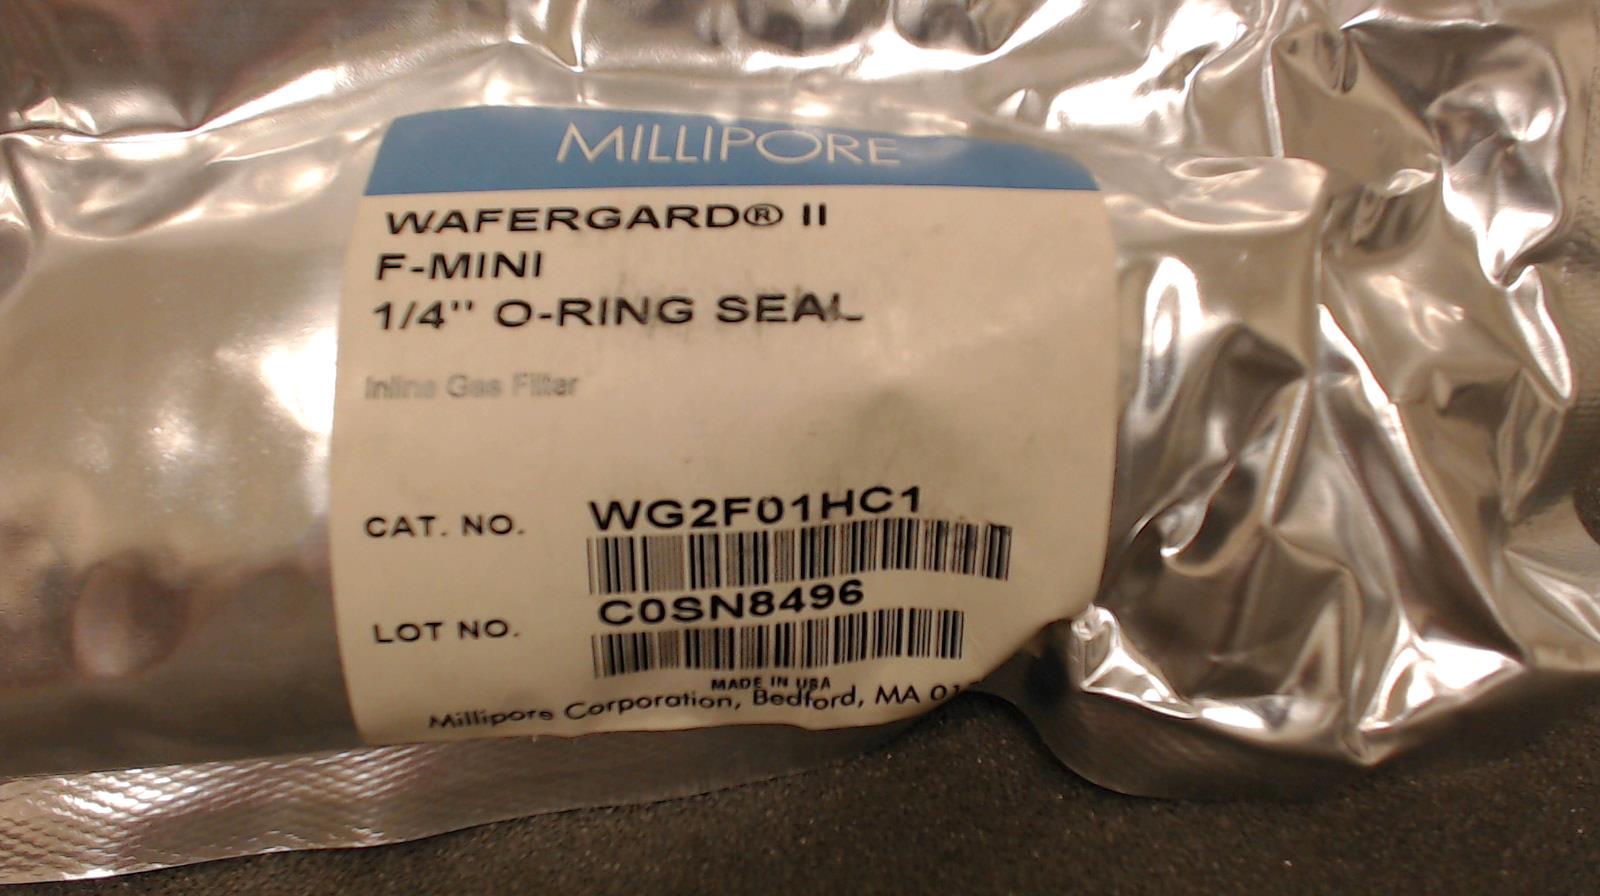 MILLIPORE
WAFERGARD® II
F-MINI
1/4" O-RING SEAL
Inline Gas Filter
CAT. NO. WG2F01HC1
LOT NO. C0SN8496
MADE IN USA
Millipore Corporation, Bedford, MA